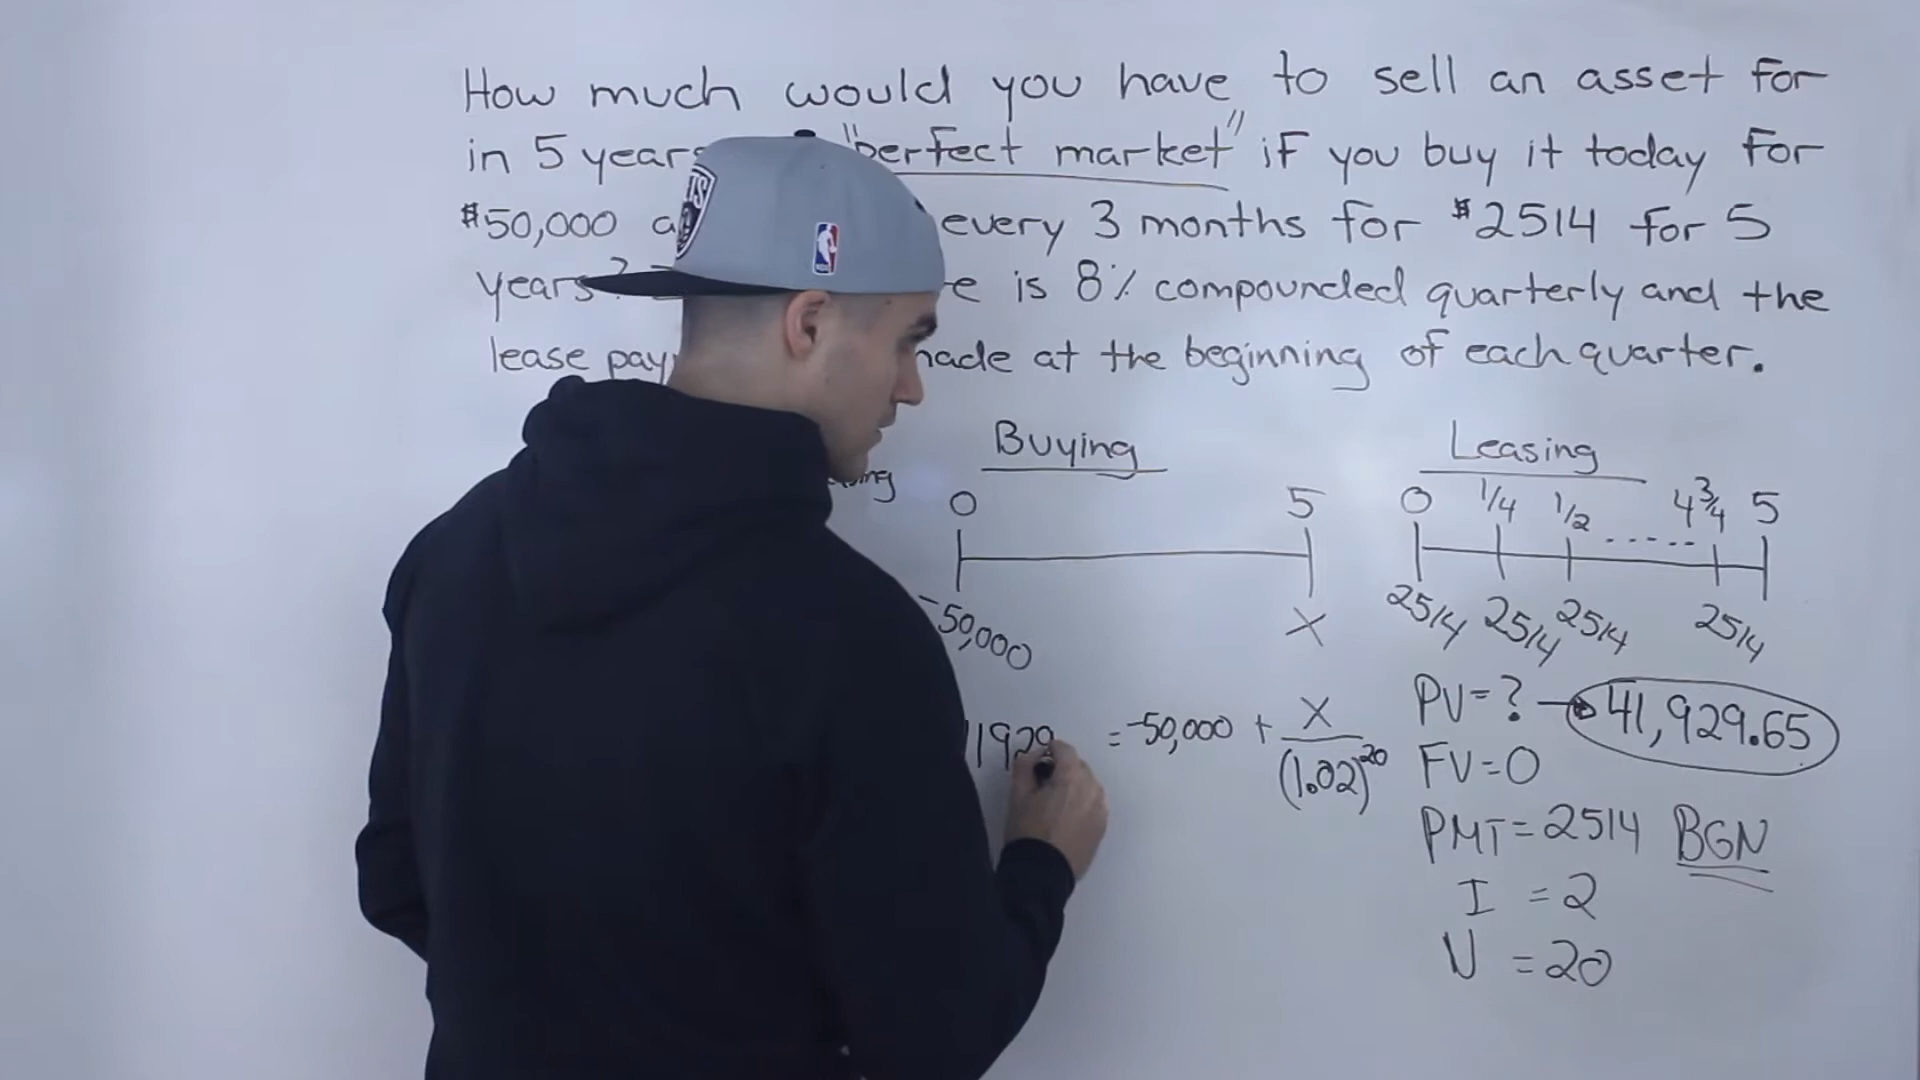 How much would you have to sell an asset for
in 5 years "perfect market" if you buy it today for
$50,000 every 3 months for $2514 for 5
years? is 8% compounded quarterly and the
lease made at the beginning of each quarter.
Buying
0 5
-50,000 X
Leasing
0 1/4 1/2 ..... 4 3/4 5
2514 2514 2514 2514
= -50,000 + X / (1.02)^20
PV=? → 41,929.65
FV=0
PMT=2514 BGN
I = 2
N = 20
NBA